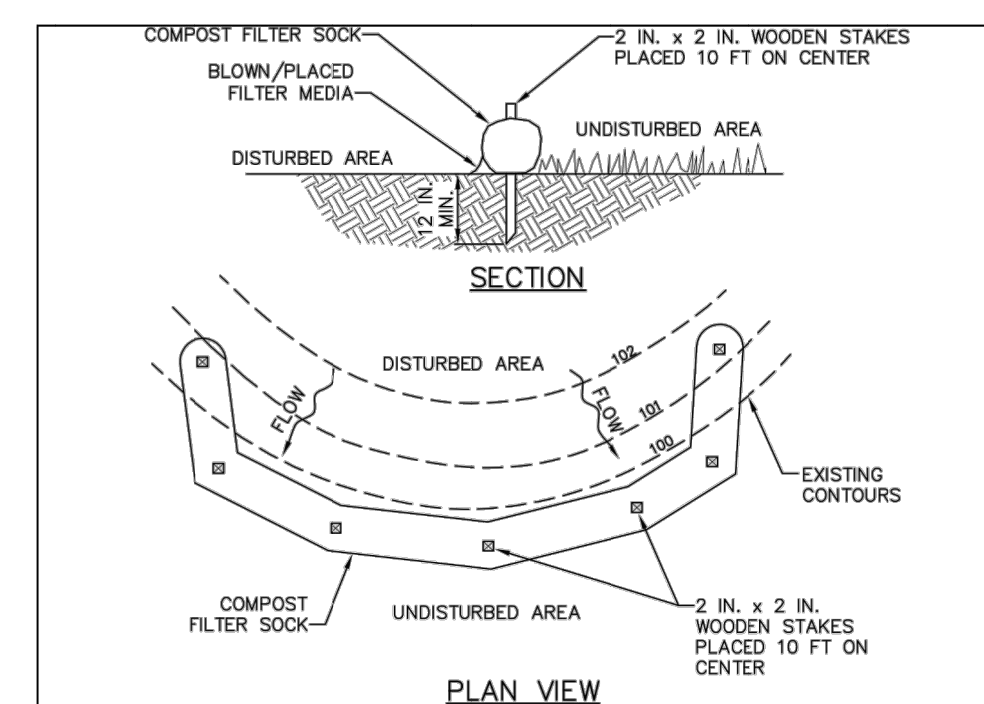 COMPOST FILTER SOCK
2 IN. x 2 IN. WOODEN STAKES
PLACED 10 FT ON CENTER
BLOWN/PLACED
FILTER MEDIA
UNDISTURBED AREA
DISTURBED AREA
12 IN.
MIN.
SECTION
DISTURBED AREA
102
FLOW
FLOW
101
100
EXISTING
CONTOURS
COMPOST
FILTER SOCK
UNDISTURBED AREA
2 IN. x 2 IN.
WOODEN STAKES
PLACED 10 FT ON
CENTER
PLAN VIEW